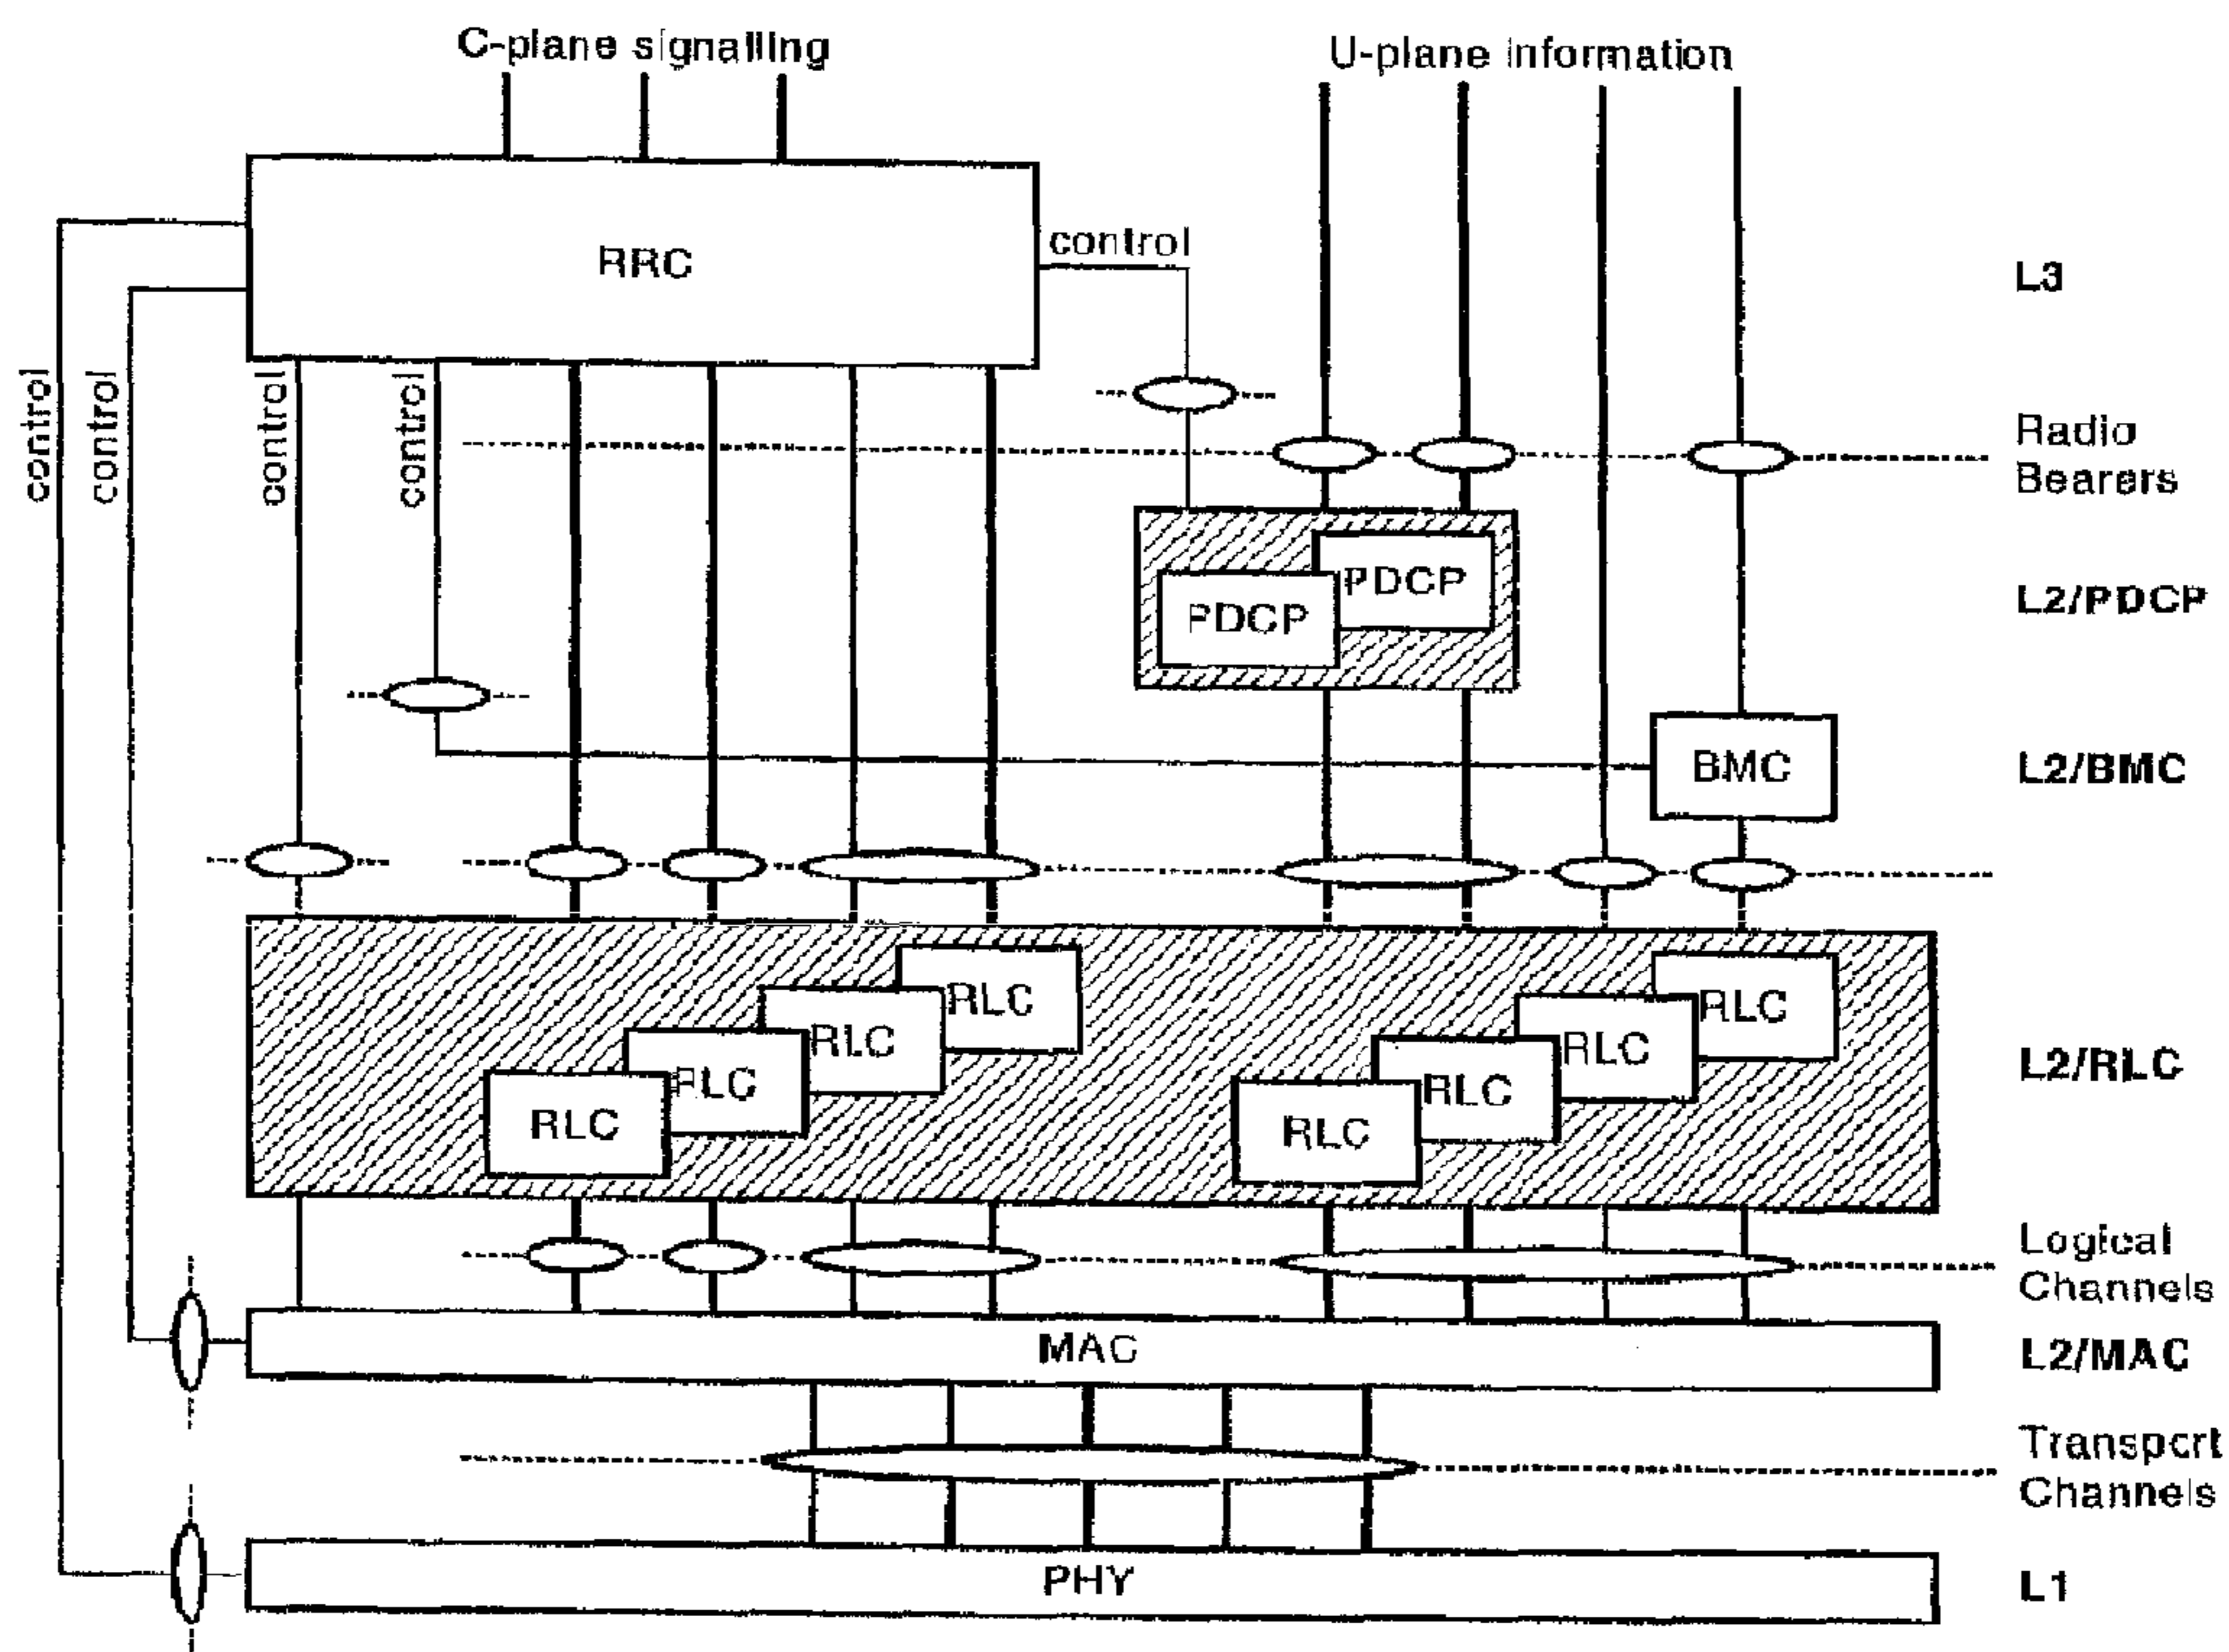 C-plane signalling
U-plane information
RRC
control
L3
control
control
control
control
Radio
Bearers
PDCP
PDCP
L2/PDCP
BMC
L2/BMC
RLC
RLC
RLC
RLC
RLC
RLC
RLC
RLC
L2/RLC
Logical
Channels
MAC
L2/MAC
Transport
Channels
PHY
L1